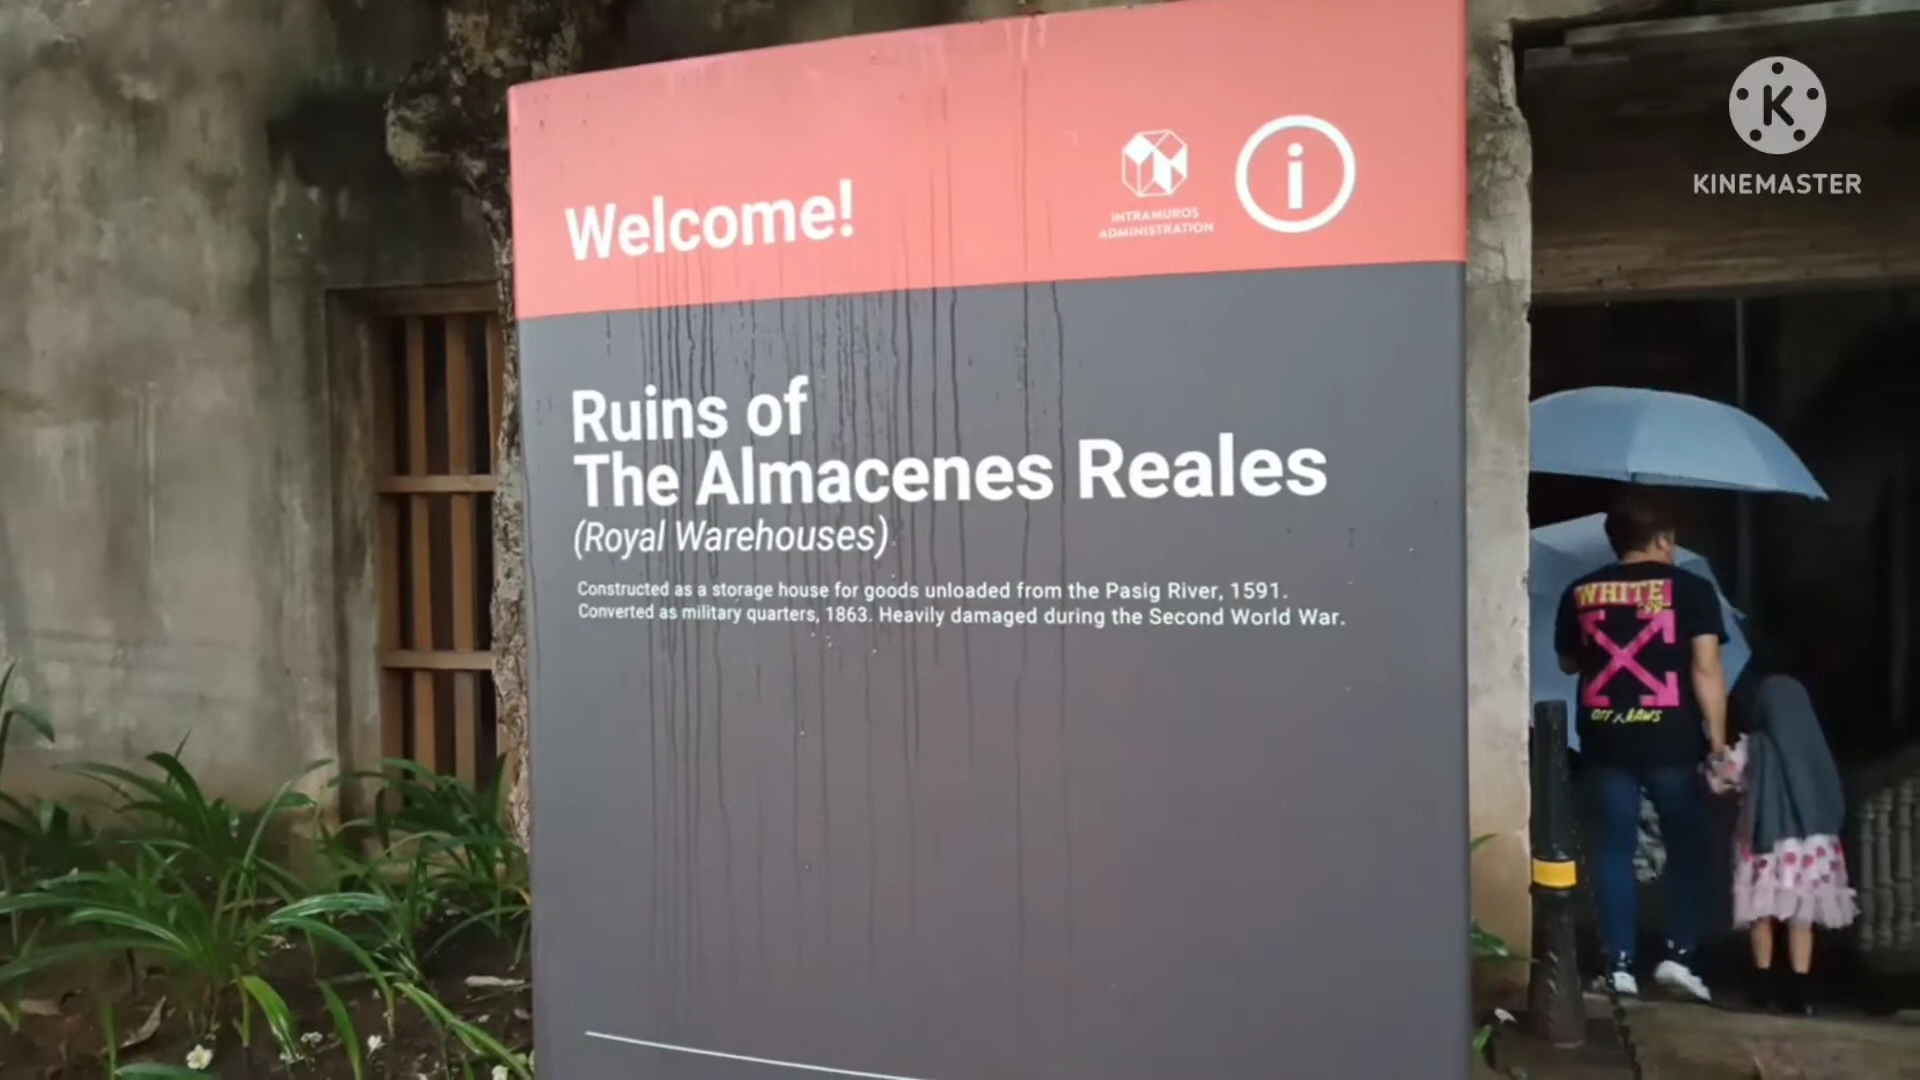 Welcome!
INTRAMUROS
ADMINISTRATION
i
KINEMASTER
Ruins of
The Almacenes Reales
(Royal Warehouses)
Constructed as a storage house for goods unloaded from the Pasig River, 1591.
Converted as military quarters, 1863. Heavily damaged during the Second World War.
WHITE